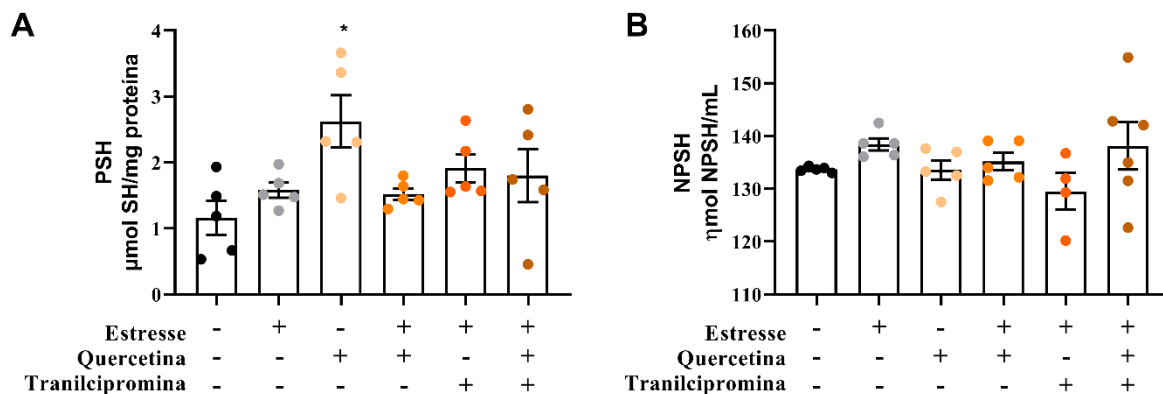 A
PSH
μmol SH/mg proteína
4
3
2
1
0
*
Estresse - + - + + +
Quercetina - - + + - +
Tranilcipromina - - - - + +
B
NPSH
ηmol NPSH/mL
160
150
140
130
120
110
Estresse - + - + + +
Quercetina - - + + - +
Tranilcipromina - - - - + +